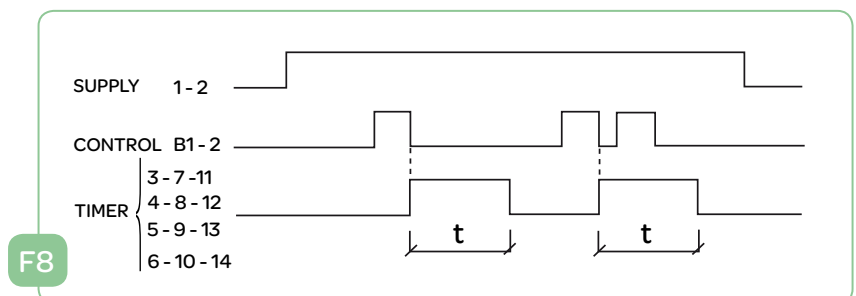 SUPPLY 1-2
CONTROL B1-2
3-7-11
4-8-12
TIMER
5-9-13
6-10-14
t t
F8